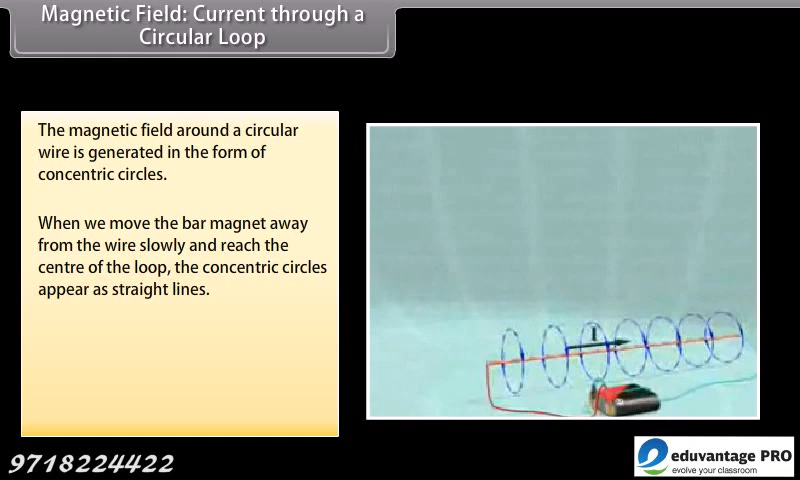 Magnetic Field: Current through a
Circular Loop
The magnetic field around a circular
wire is generated in the form of
concentric circles.
When we move the bar magnet away
from the wire slowly and reach the
centre of the loop, the concentric circles
appear as straight lines.
I
9718224422
eduvantage PRO
evolve your classroom